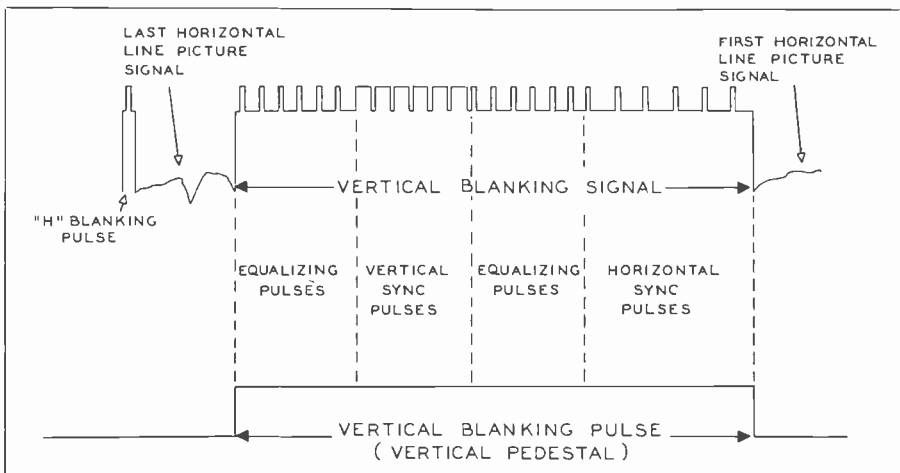 LAST HORIZONTAL
LINE PICTURE
SIGNAL
FIRST HORIZONTAL
LINE PICTURE
SIGNAL
VERTICAL BLANKING SIGNAL
"H" BLANKING
PULSE
EQUALIZING
PULSES
VERTICAL
SYNC
PULSES
EQUALIZING
PULSES
HORIZONTAL
SYNC
PULSES
VERTICAL BLANKING PULSE
(VERTICAL PEDESTAL)